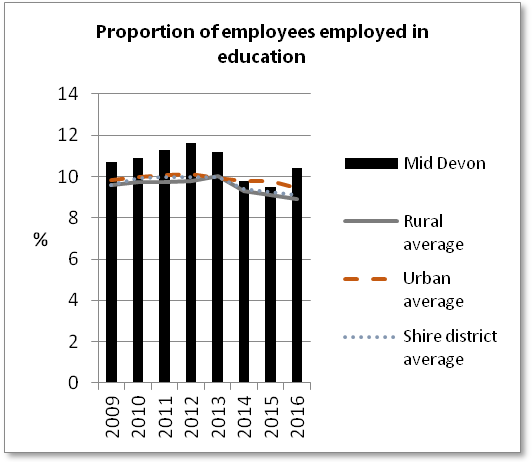 Proportion of employees employed in
education
14
12
10
8
6
4
2
0
%
2009
2010
2011
2012
2013
2014
2015
2016
Mid Devon
Rural
average
Urban
average
Shire district
average